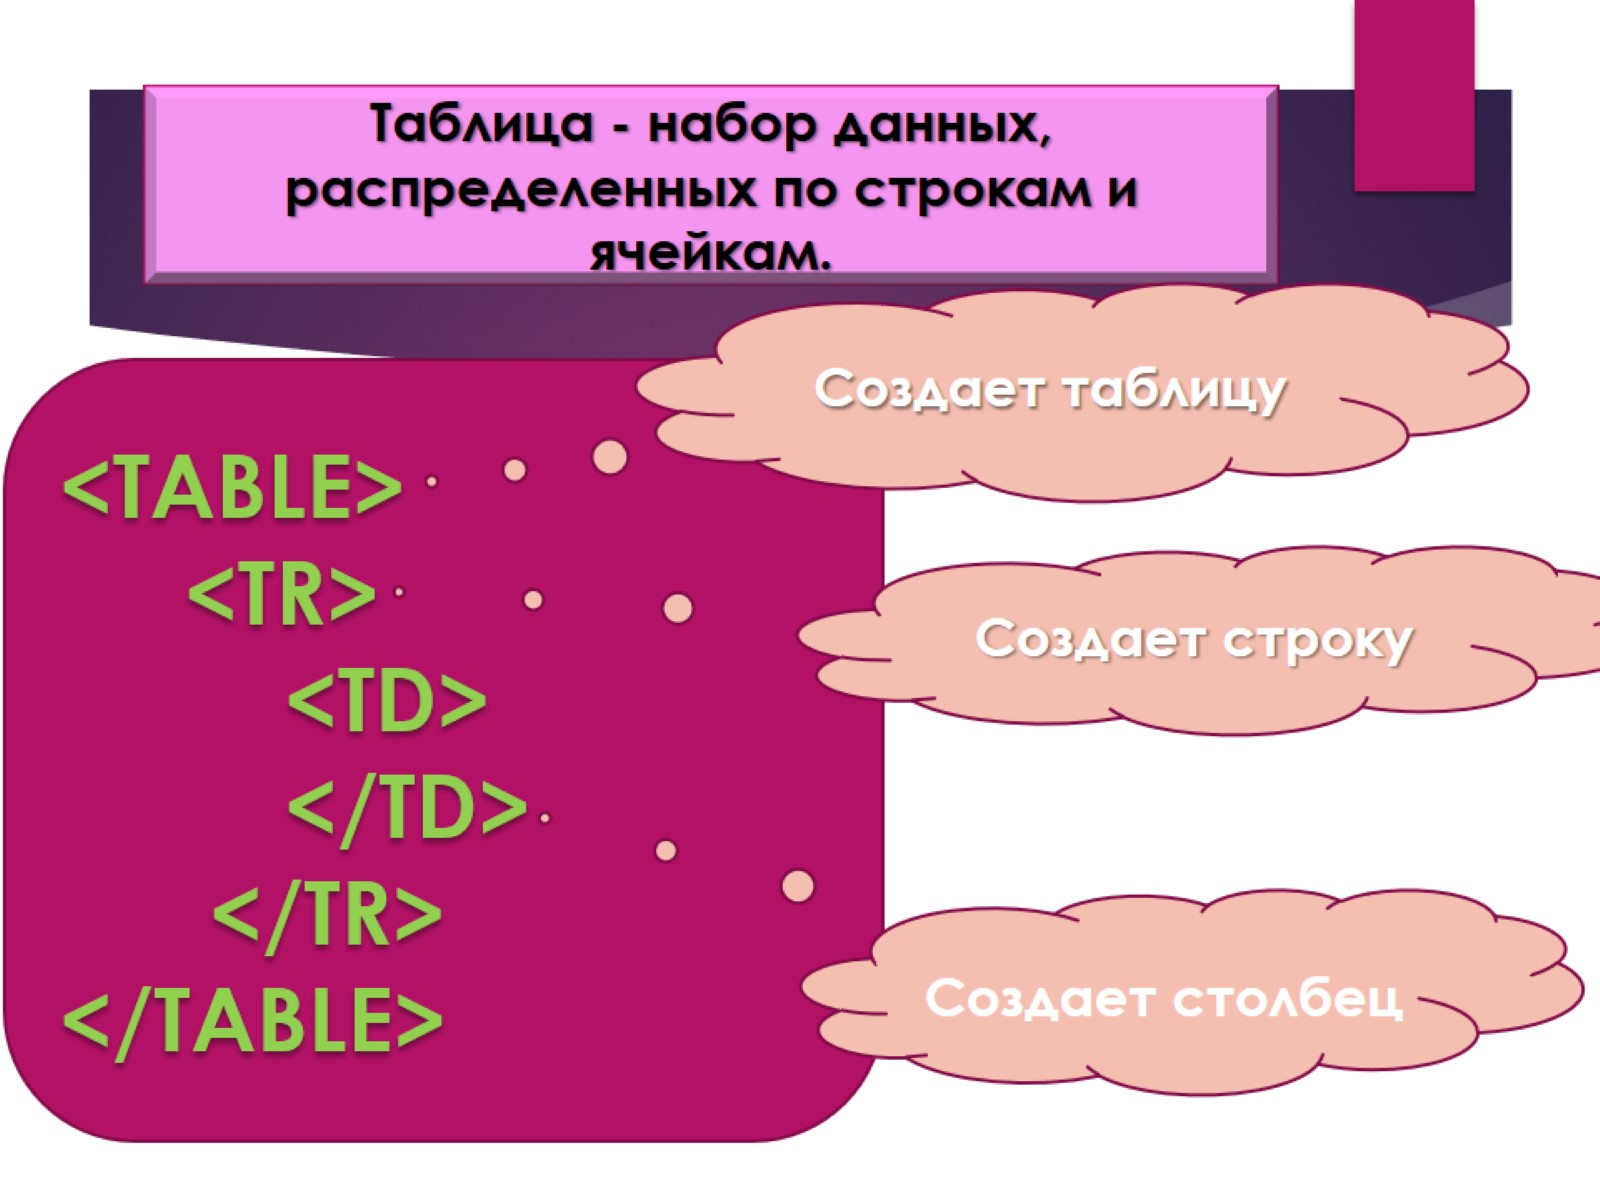 Таблица - набор данных,
распределенных по строкам и
ячейкам.
Создает таблицу
<TABLE>
<TR>
Создает строку
<TD>
</TD>
</TR>
Создает столбец
</TABLE>